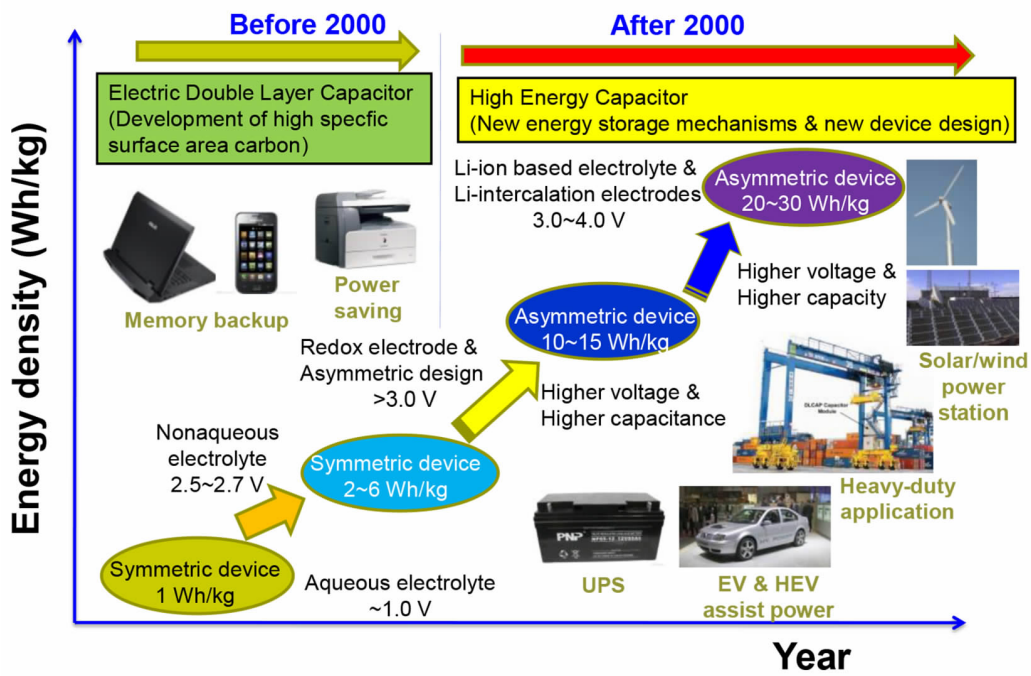 Before 2000
After 2000
Electric Double Layer Capacitor
(Development of high specfic
surface area carbon)
High Energy Capacitor
(New energy storage mechanisms & new device design)
Energy density (Wh/kg)
Li-ion based electrolyte &
Li-intercalation electrodes
3.0~4.0 V
Asymmetric device
20~30 Wh/kg
Memory backup
Power
saving
Higher voltage &
Higher capacity
Asymmetric device
10~15 Wh/kg
Redox electrode &
Asymmetric design
>3.0 V
Higher voltage &
Higher capacitance
Solar/wind
power
station
DLCAP Capacitor
Module
Nonaqueous
electrolyte
2.5~2.7 V
Symmetric device
2~6 Wh/kg
Heavy-duty
application
PNP
UPS
EV & HEV
assist power
Symmetric device
1 Wh/kg
Aqueous electrolyte
~1.0 V
Year